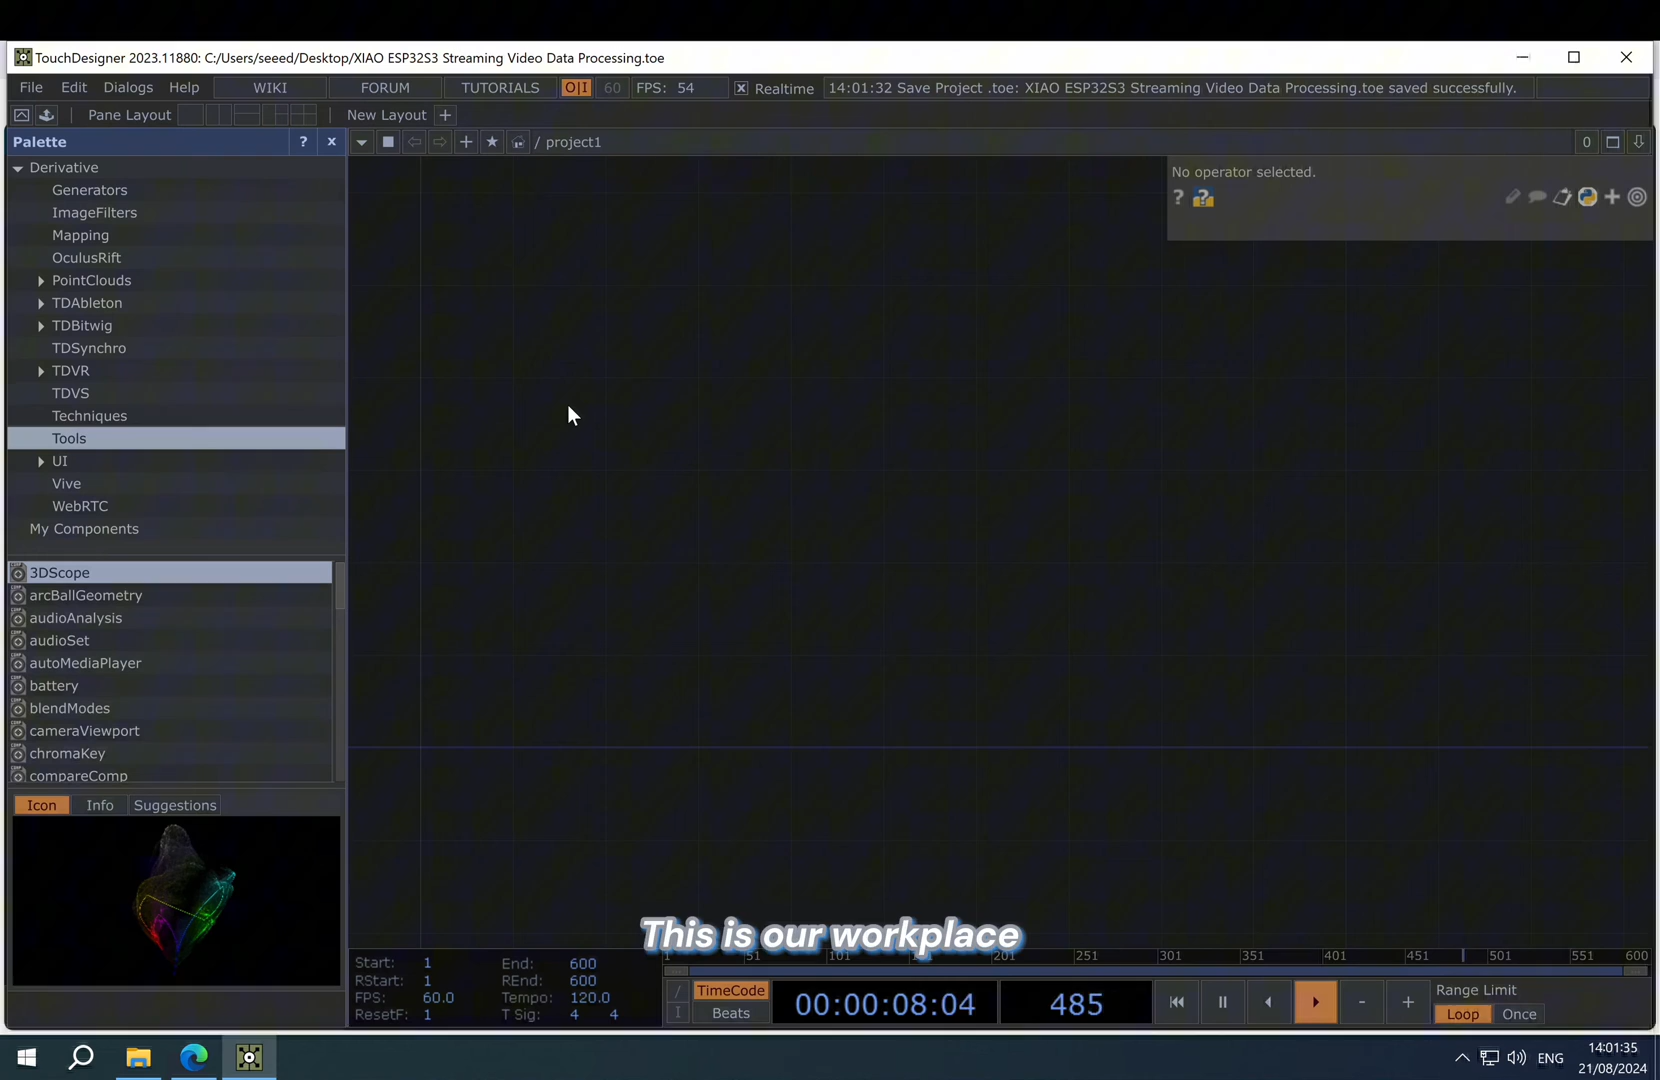 TouchDesigner 2023.11880: C:/Users/seeed/Desktop/XIAO ESP32S3 Streaming Video Data Processing.toe
File Edit Dialogs Help WIKI FORUM TUTORIALS O|I 60 FPS: 54 X Realtime 14:01:32 Save Project .toe: XIAO ESP32S3 Streaming Video Data Processing.toe saved successfully.
Pane Layout New Layout +
Palette ? x
/ project1 0
Derivative
Generators
ImageFilters
Mapping
OculusRift
PointClouds
TDAbleton
TDBitwig
TDSynchro
TDVR
TDVS
Techniques
Tools
UI
Vive
WebRTC
My Components
3DScope
arcBallGeometry
audioAnalysis
audioSet
autoMediaPlayer
battery
blendModes
cameraViewport
chromaKey
compareComp
Icon Info Suggestions
No operator selected.
? ?
This is our workplace
1 51 101 151 201 251 301 351 401 451 501 551 600
Start: 1 End: 600
RStart: 1 REnd: 600
FPS: 60.0 Tempo: 120.0
ResetF: 1 T Sig: 4 4
/ TimeCode
I Beats
00:00:08:04 485
- +
Range Limit
Loop Once
ENG
14:01:35
21/08/2024